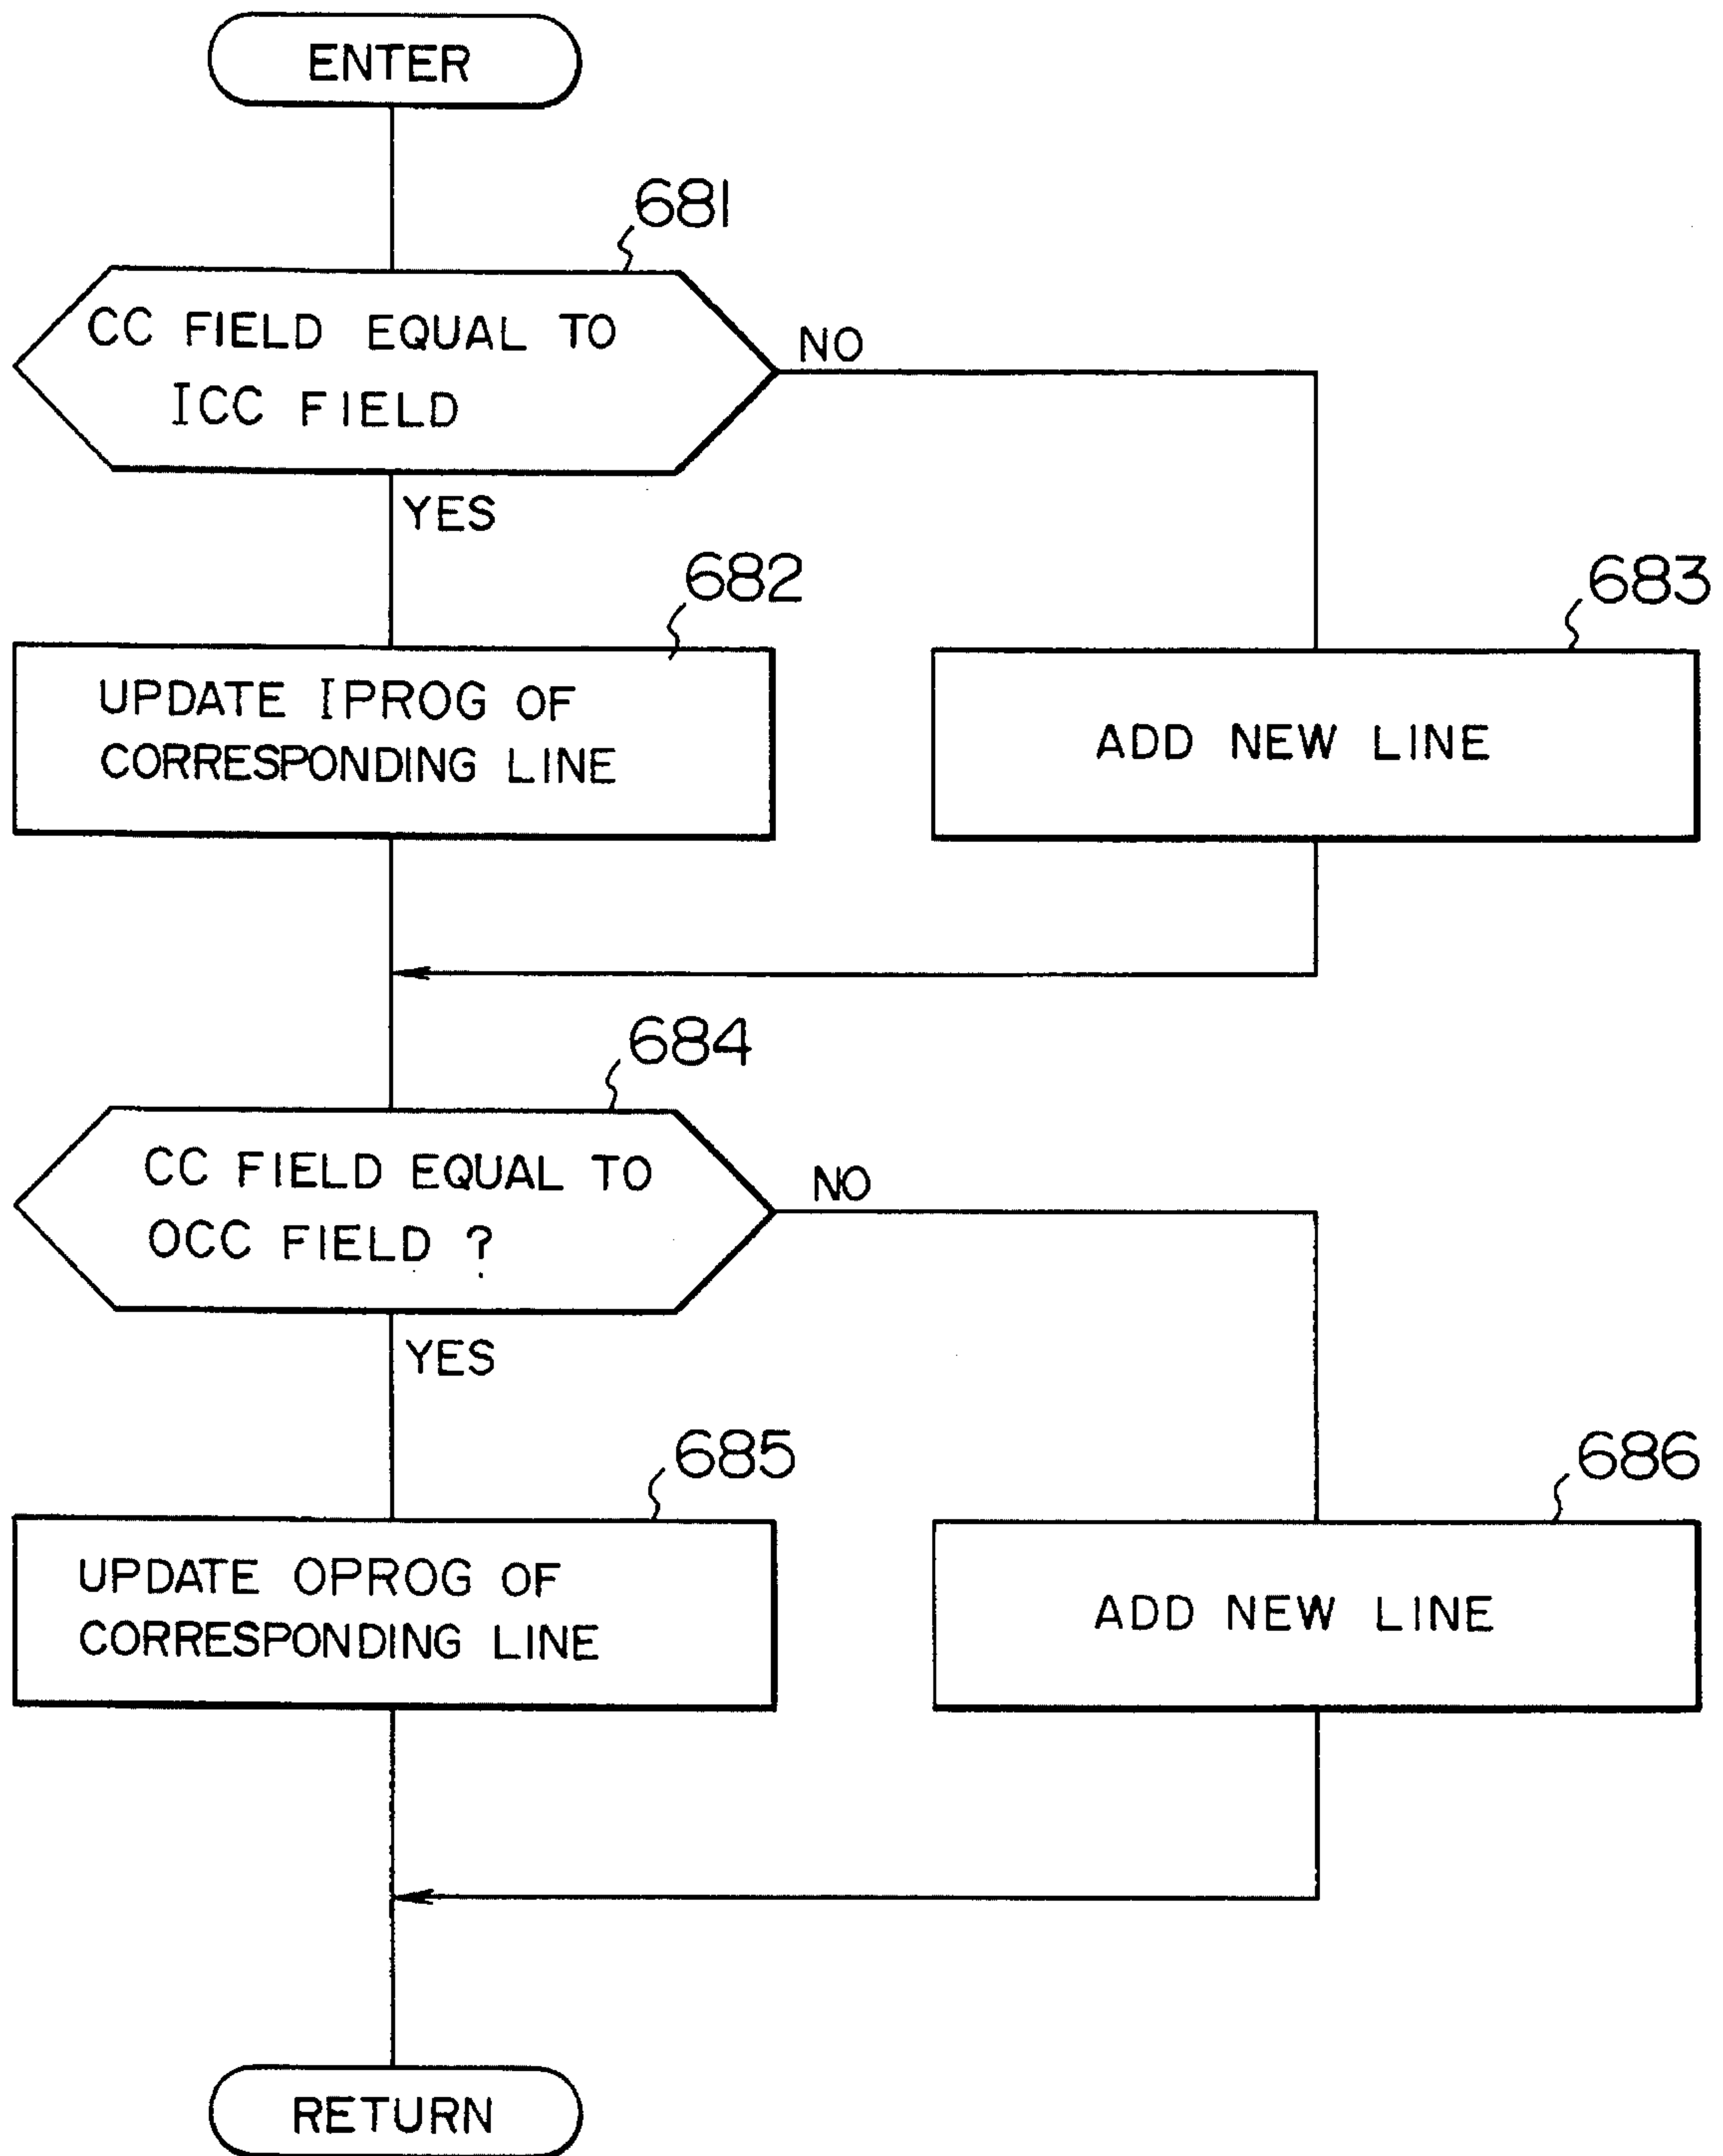 ENTER
681
CC FIELD EQUAL TO
ICC FIELD
NO
YES
682
683
UPDATE IPROG OF
CORRESPONDING LINE
ADD NEW LINE
684
CC FIELD EQUAL TO
OCC FIELD ?
NO
YES
685
686
UPDATE OPROG OF
CORRESPONDING LINE
ADD NEW LINE
RETURN